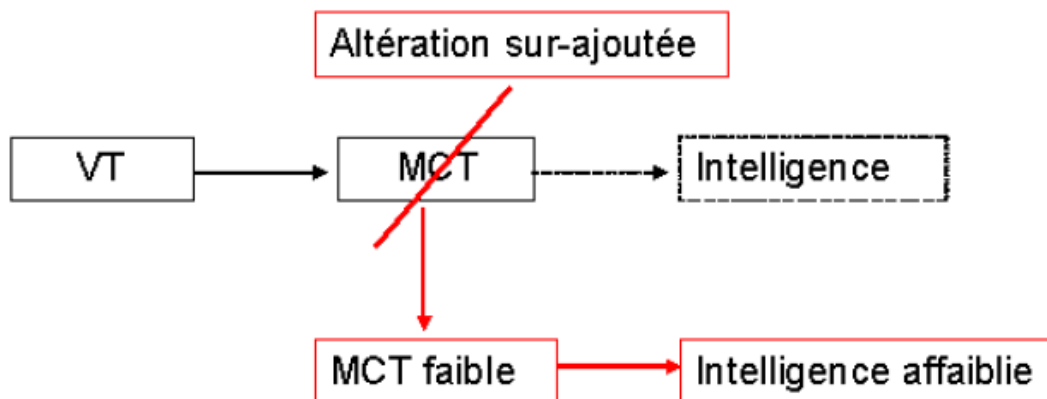 Altération sur-ajoutée
VT
MCT
Intelligence
MCT faible
Intelligence affaiblie